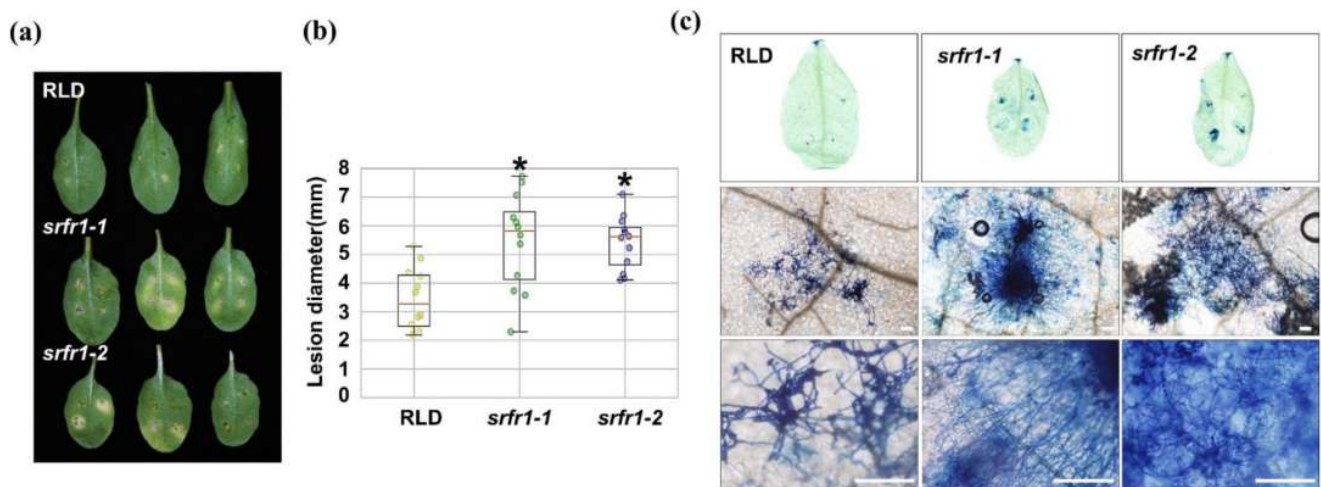 (a)
RLD
srfr1-1
srfr1-2
(b)
Lesion diameter(mm)
8
7
6
5
4
3
2
1
0
*
*
RLD
srfr1-1
srfr1-2
(c)
RLD
srfr1-1
srfr1-2